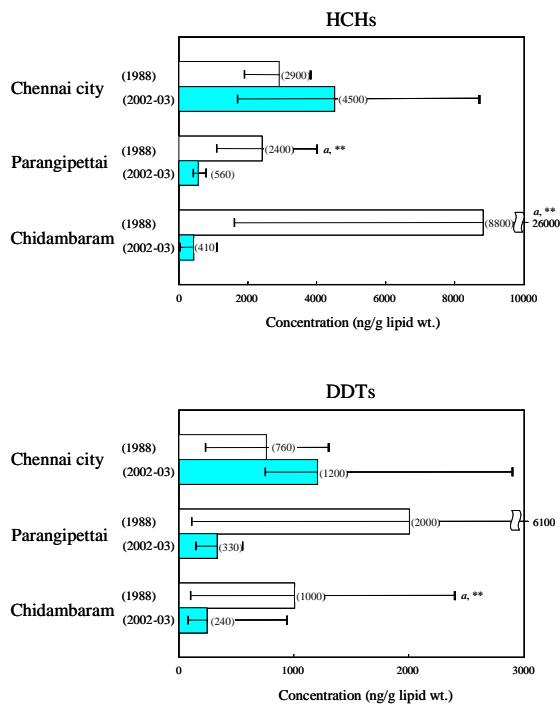 HCHs
Chennai city
(1988)
(2900)
(2002-03)
(4500)
Parangipettai
(1988)
(2400)
a, **
(2002-03)
(560)
Chidambaram
(1988)
(8800)
a, **
26000
(2002-03)
(410)
0 2000 4000 6000 8000 10000
Concentration (ng/g lipid wt.)
DDTs
Chennai city
(1988)
(760)
(2002-03)
(1200)
Parangipettai
(1988)
(2000)
6100
(2002-03)
(330)
Chidambaram
(1988)
(1000)
a, **
(2002-03)
(240)
0 1000 2000 3000
Concentration (ng/g lipid wt.)